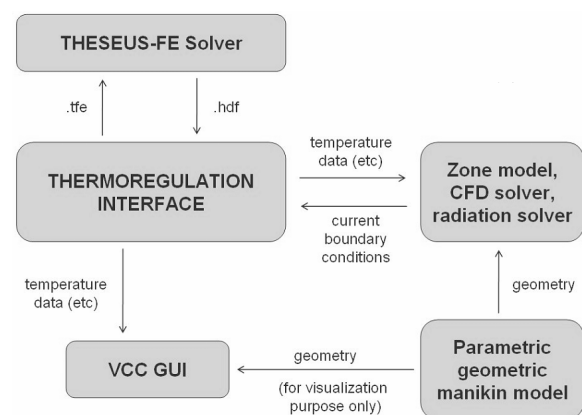 THESEUS-FE Solver
.tfe
.hdf
THERMOREGULATION
INTERFACE
temperature
data (etc)
current
boundary
conditions
Zone model,
CFD solver,
radiation solver
temperature
data (etc)
geometry
VCC GUI
geometry
(for visualization
purpose only)
Parametric
geometric
manikin model